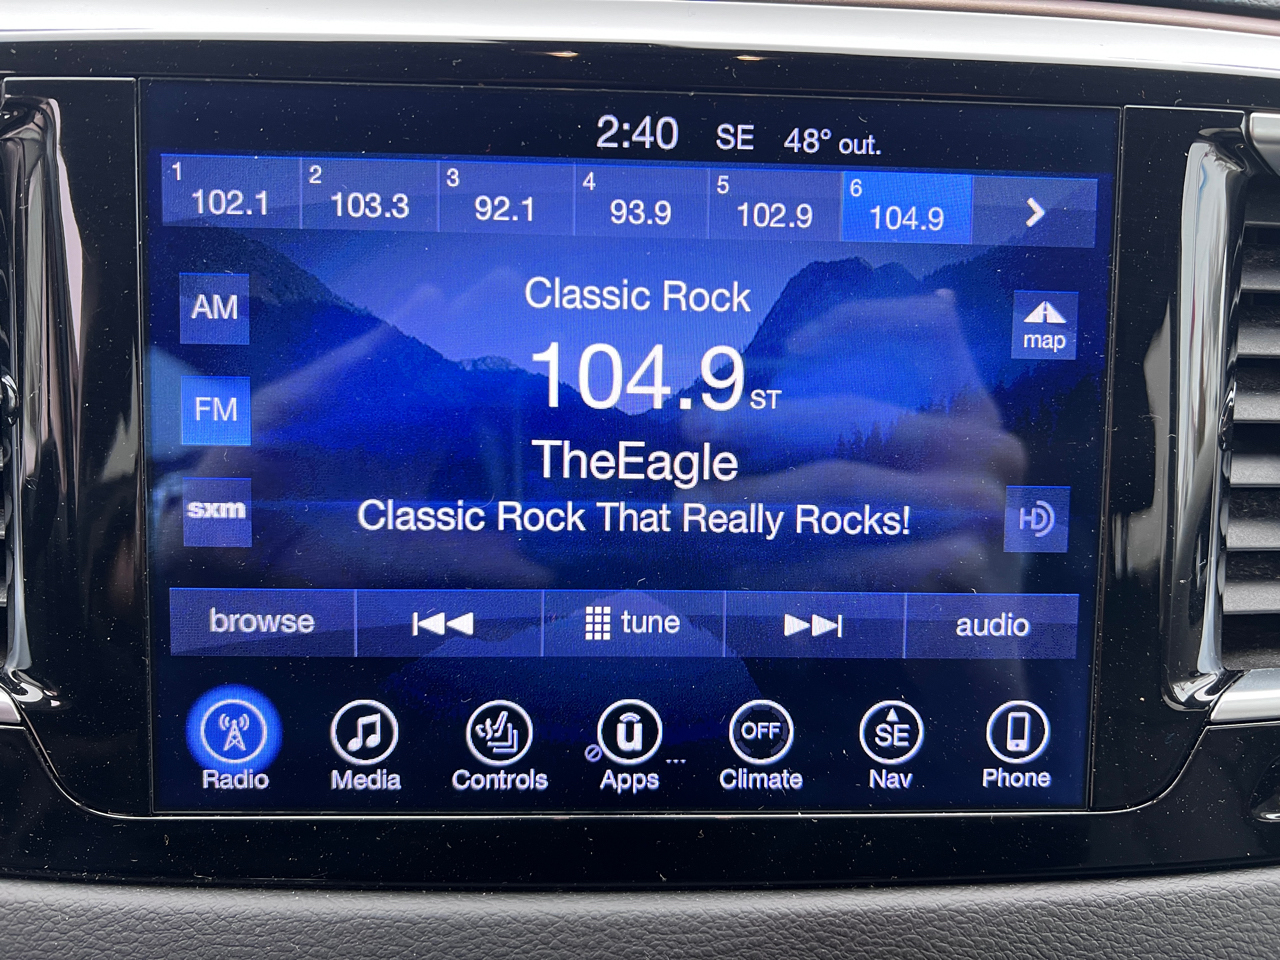 2:40 SE 48° out.
1 102.1 2 103.3 3 92.1 4 93.9 5 102.9 6 104.9
AM
Classic Rock
map
104.9 ST
FM
TheEagle
sxm
Classic Rock That Really Rocks!
HD
browse tune audio
OFF SE
Radio Media Controls Apps ... Climate Nav Phone